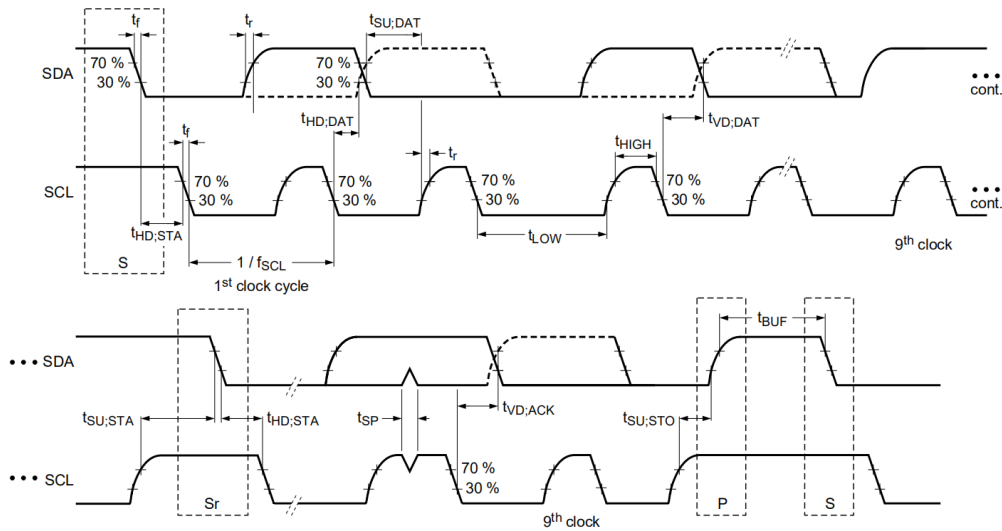 tf tr tSU;DAT
70 % 70 %
SDA
30 % 30 %
cont.
tHD;DAT tVD;DAT
tf tr tHIGH
70 % 70 % 70 % 70 %
SCL
30 % 30 % 30 % 30 %
cont.
tHD;STA tLOW
S 1 / fSCL 9th clock
1st clock cycle
tBUF
SDA
tSU;STA tHD;STA tSP tVD;ACK tSU;STO
70 %
SCL
30 %
Sr P S
9th clock